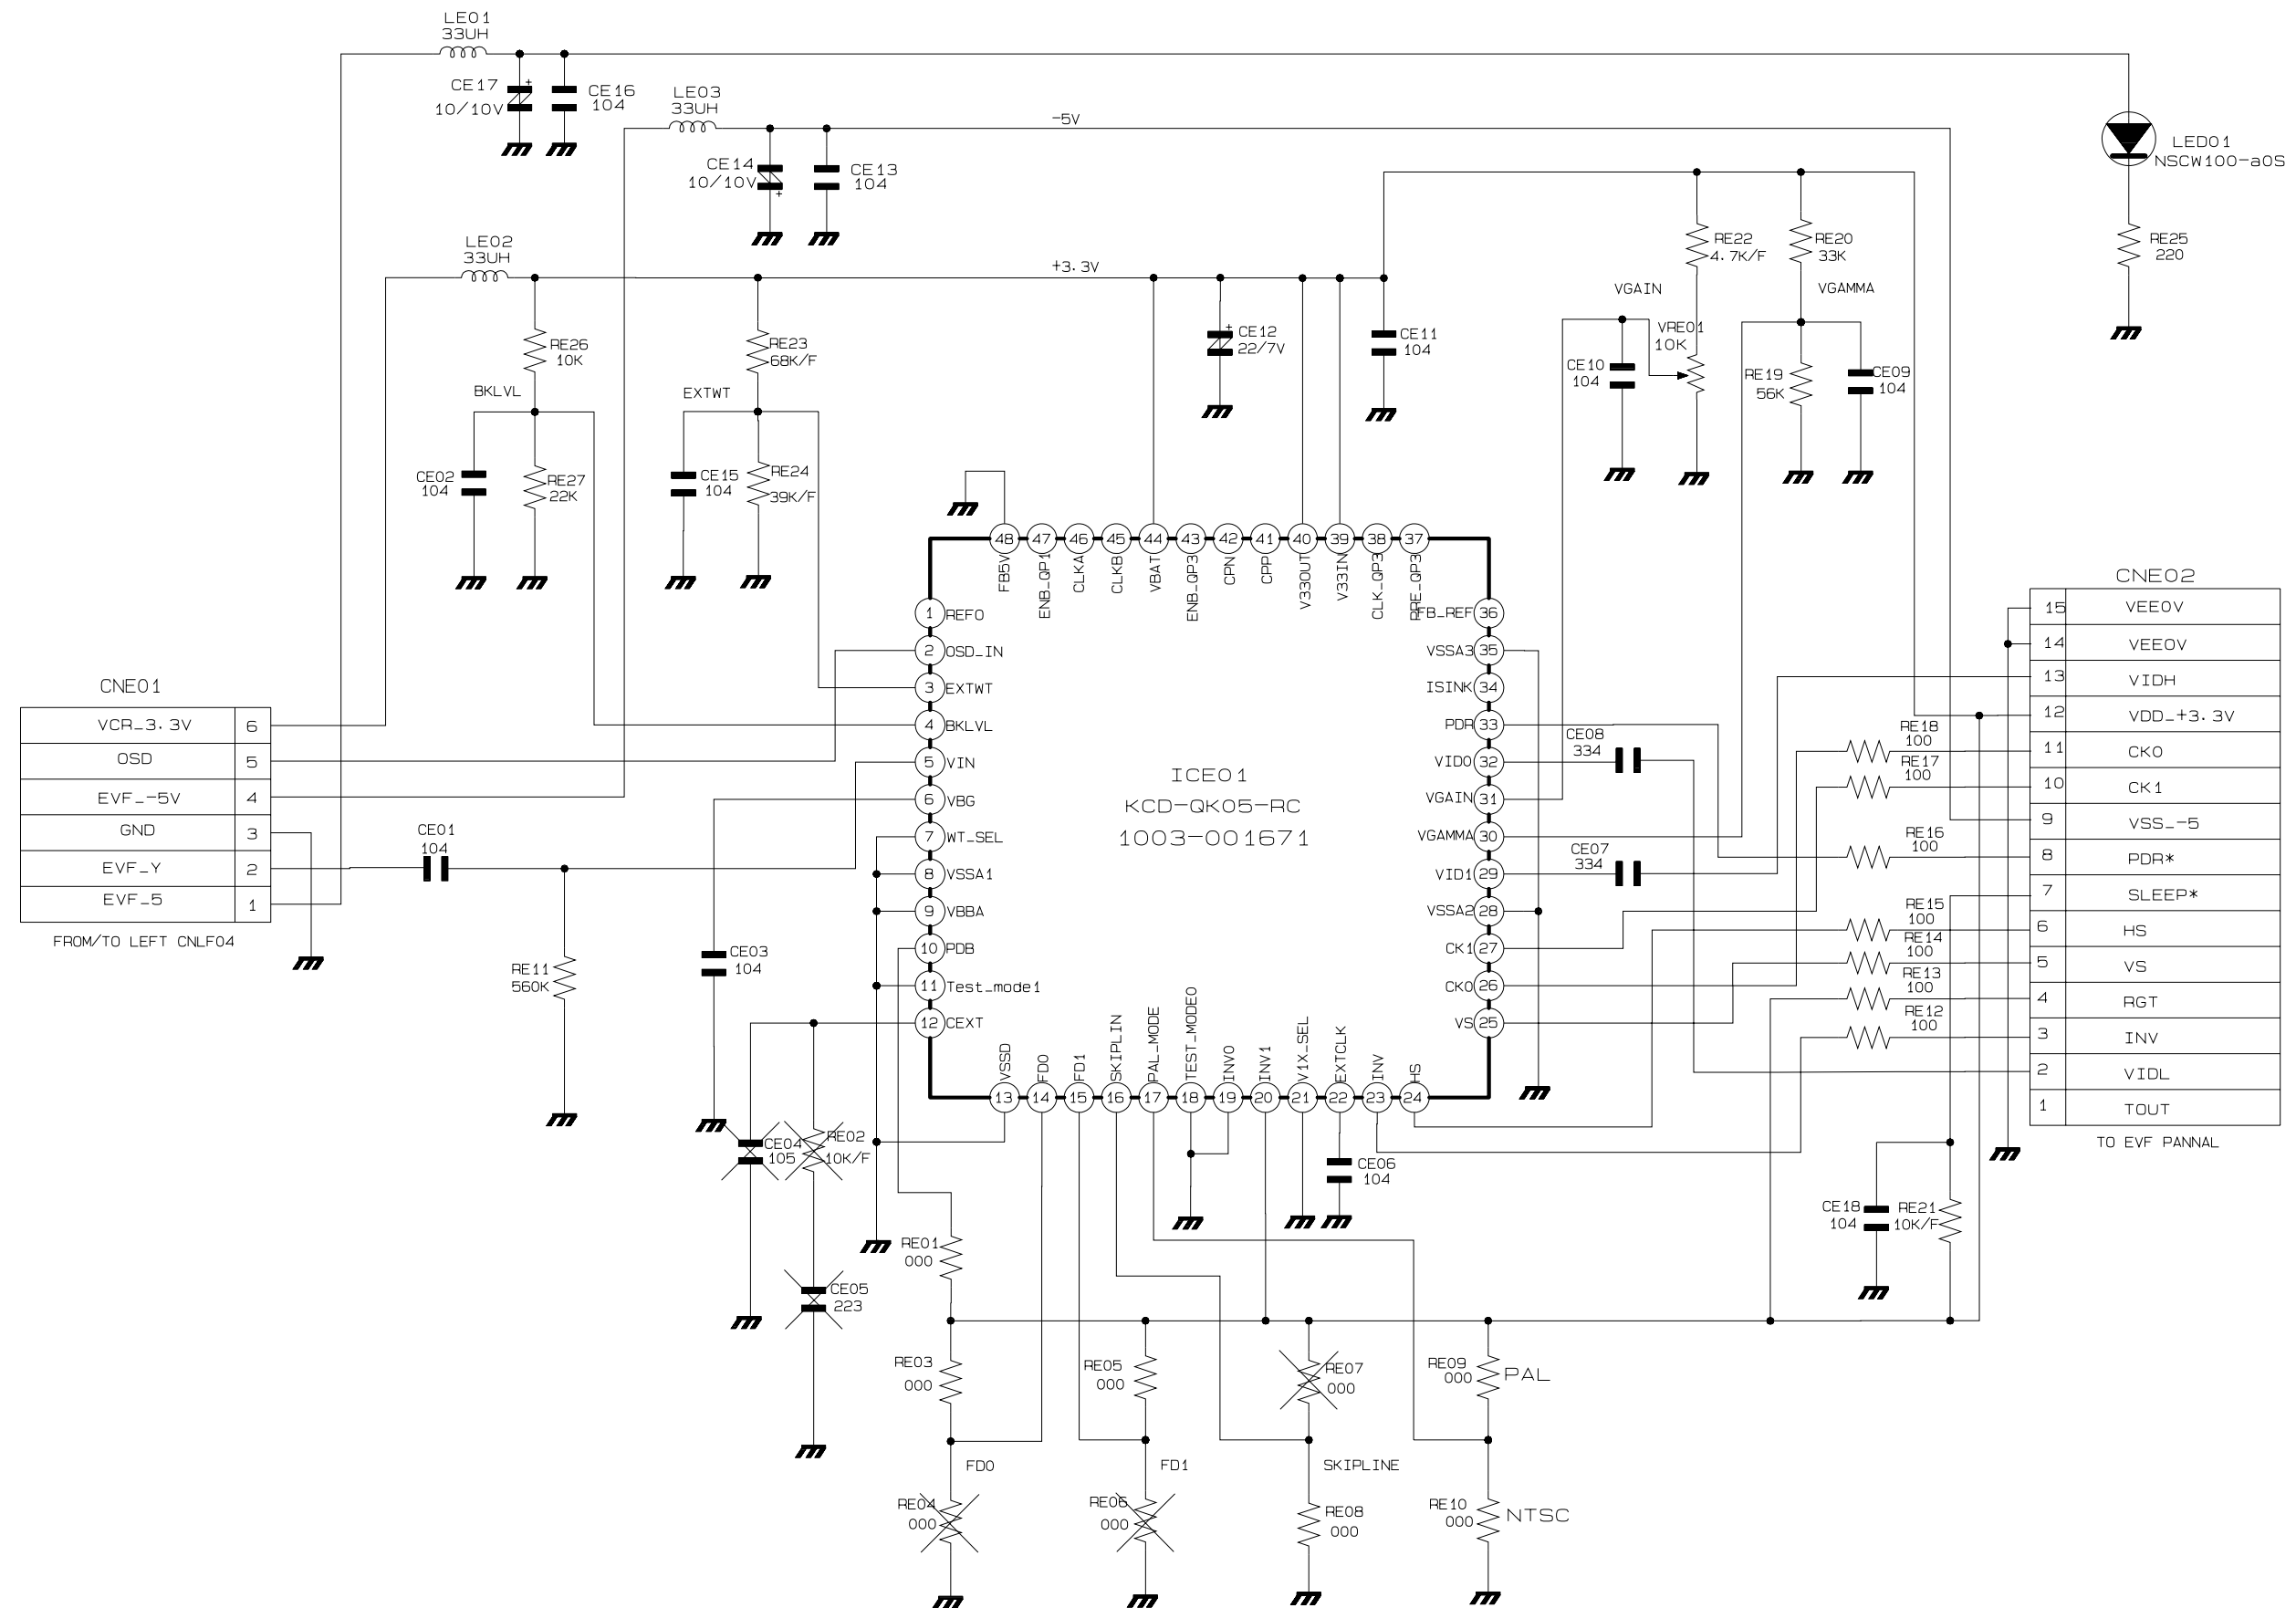 LE01
33UH
CE17
10/10V
CE16
104
LE03
33UH
-5V
CE14
10/10V
CE13
104
LED01
NSCW100-a0S
RE25
220
LE02
33UH
+3.3V
RE26
10K
BKLVL
CE02
104
RE27
22K
RE23
68K/F
EXTWT
CE15
104
RE24
39K/F
CE12
22/7V
CE11
104
RE22
4.7K/F
RE20
33K
VGAIN
VGAMMA
VRE01
10K
CE10
104
RE19
56K
CE09
104
48 47 46 45 44 43 42 41 40 39 38 37
FB5V
ENB_QP1
CLKA
CLKB
VBAT
ENB_QP3
CPN
CPP
V33OUT
V33IN
CLK_QP3
PRE_QP3
1 REFO
2 OSD_IN
3 EXTWT
4 BKLVL
5 VIN
6 VBG
7 WT_SEL
8 VSSA1
9 VBBA
10 PDB
11 Test_mode1
12 CEXT
ICE01
KCD-QK05-RC
1003-001671
FB_REF 36
VSSA3 35
ISINK 34
PDR 33
VIDO 32
VGAIN 31
VGAMMA 30
VID1 29
VSSA2 28
CK1 27
CK0 26
VS 25
VSSD
FD0
FD1
SKIPLIN
PAL_MODE
TEST_MODE0
INV0
INV1
V1X_SEL
EXTCLK
INV
HS
13 14 15 16 17 18 19 20 21 22 23 24
CNE01
VCR_3.3V 6
OSD 5
EVF_-5V 4
GND 3
EVF_Y 2
EVF_5 1
FROM/TO LEFT CNLF04
CE01
104
RE11
560K
CE03
104
CE04
105
RE02
10K/F
CE05
223
CE06
104
CE08
334
CE07
334
RE18
100
RE17
100
RE16
100
RE15
100
RE14
100
RE13
100
RE12
100
CNE02
15 VEE0V
14 VEE0V
13 VIDH
12 VDD_+3.3V
11 CK0
10 CK1
9 VSS_-5
8 PDR*
7 SLEEP*
6 HS
5 VS
4 RGT
3 INV
2 VIDL
1 TOUT
TO EVF PANNAL
CE18
104
RE21
10K/F
RE01
000
RE03
000
RE05
000
RE07
000
RE09
000
PAL
FD0
FD1
SKIPLINE
RE04
000
RE06
000
RE08
000
RE10
000
NTSC